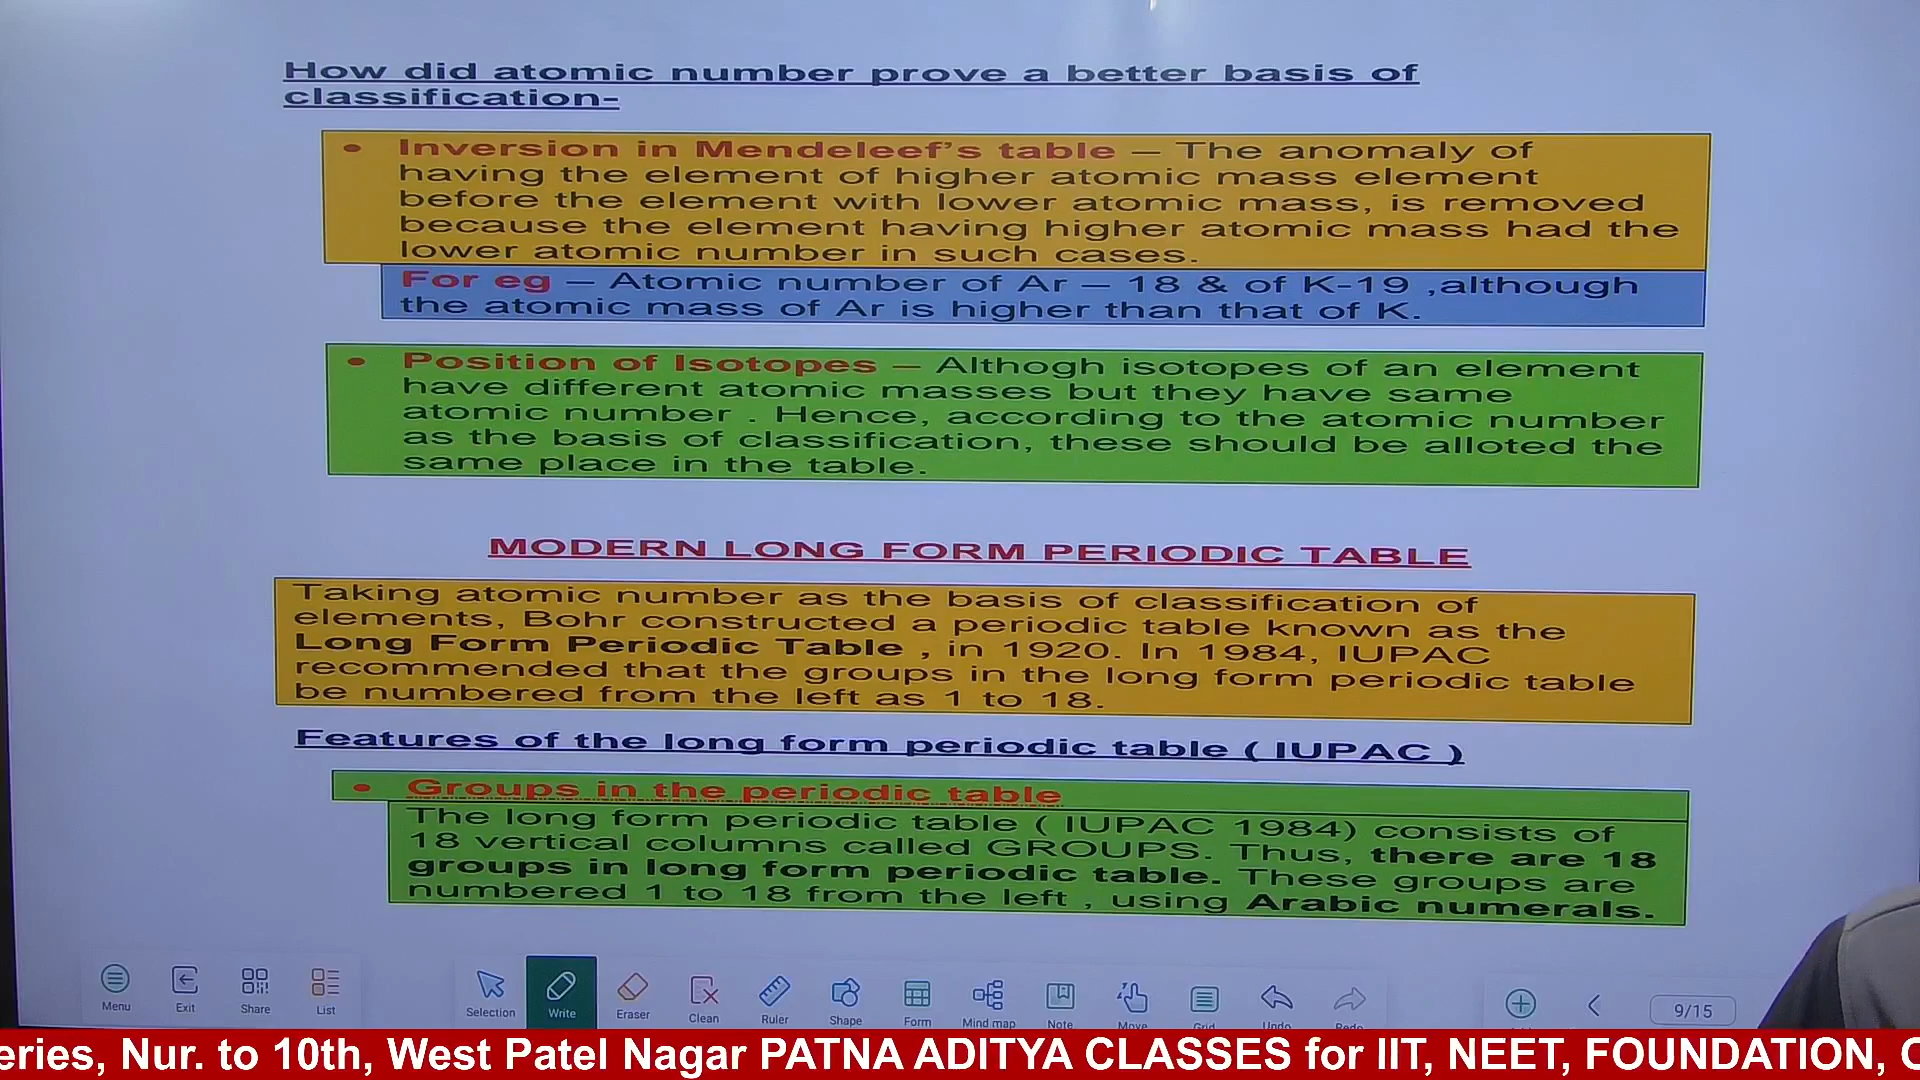 How did atomic number prove a better basis of
classification-
• Inversion in Mendeleef's table – The anomaly of
having the element of higher atomic mass element
before the element with lower atomic mass, is removed
because the element having higher atomic mass had the
lower atomic number in such cases.
For eg – Atomic number of Ar – 18 & of K-19 ,although
the atomic mass of Ar is higher than that of K.
• Position of Isotopes – Althogh isotopes of an element
have different atomic masses but they have same
atomic number . Hence, according to the atomic number
as the basis of classification, these should be alloted the
same place in the table.
MODERN LONG FORM PERIODIC TABLE
Taking atomic number as the basis of classification of
elements, Bohr constructed a periodic table known as the
Long Form Periodic Table , in 1920. In 1984, IUPAC
recommended that the groups in the long form periodic table
be numbered from the left as 1 to 18.
Features of the long form periodic table ( IUPAC )
• Groups in the periodic table
The long form periodic table ( IUPAC 1984) consists of
18 vertical columns called GROUPS. Thus, there are 18
groups in long form periodic table. These groups are
numbered 1 to 18 from the left , using Arabic numerals.
Menu Exit Share List Selection Write Eraser Clean Ruler Shape Form Mind map Note Move Grid Undo Redo 9/15
eries, Nur. to 10th, West Patel Nagar PATNA ADITYA CLASSES for IIT, NEET, FOUNDATION,